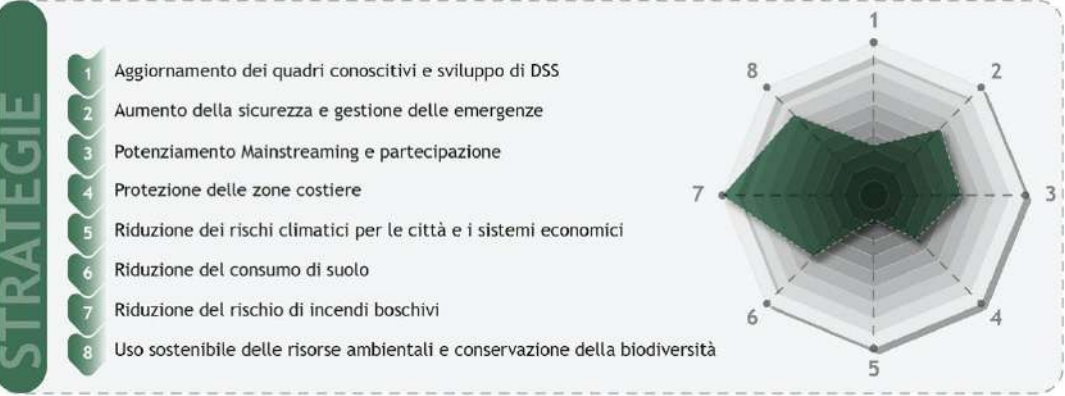 STRATEGIE
1 Aggiornamento dei quadri conoscitivi e sviluppo di DSS
2 Aumento della sicurezza e gestione delle emergenze
3 Potenziamento Mainstreaming e partecipazione
4 Protezione delle zone costiere
5 Riduzione dei rischi climatici per le città e i sistemi economici
6 Riduzione del consumo di suolo
7 Riduzione del rischio di incendi boschivi
8 Uso sostenibile delle risorse ambientali e conservazione della biodiversità
1
2
3
4
5
6
7
8